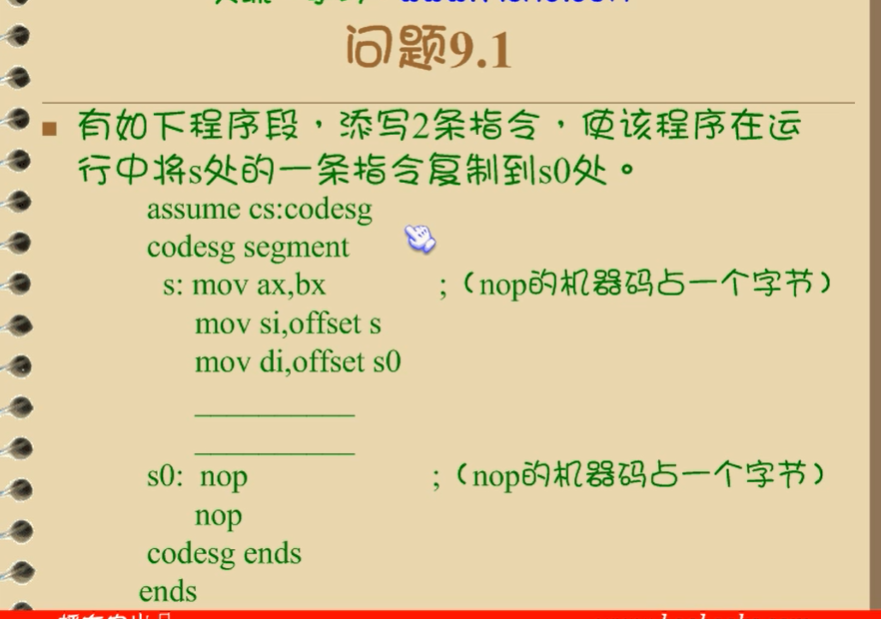 问题9.1
■ 有如下程序段，添写2条指令，使该程序在运
行中将s处的一条指令复制到s0处。
assume cs:codesg
codesg segment
s: mov ax,bx ;（nop的机器码占一个字节）
mov si,offset s
mov di,offset s0
__________
__________
s0: nop ;（nop的机器码占一个字节）
nop
codesg ends
ends